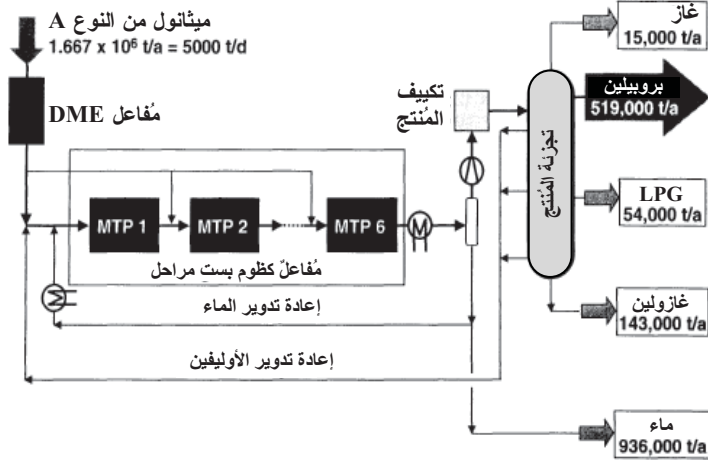 ميثانول من النوع A
1.667 x 10⁶ t/a = 5000 t/d
مُفاعل DME
MTP 1
MTP 2
MTP 6
مُفاعلٌ كظوم بستِ مراحل
إعادة تدوير الماء
إعادة تدوير الأوليفين
تكييف
المُنتج
تجزئة المُنتج
غاز
15,000 t/a
بروبيلين
519,000 t/a
LPG
54,000 t/a
غازولين
143,000 t/a
ماء
936,000 t/a